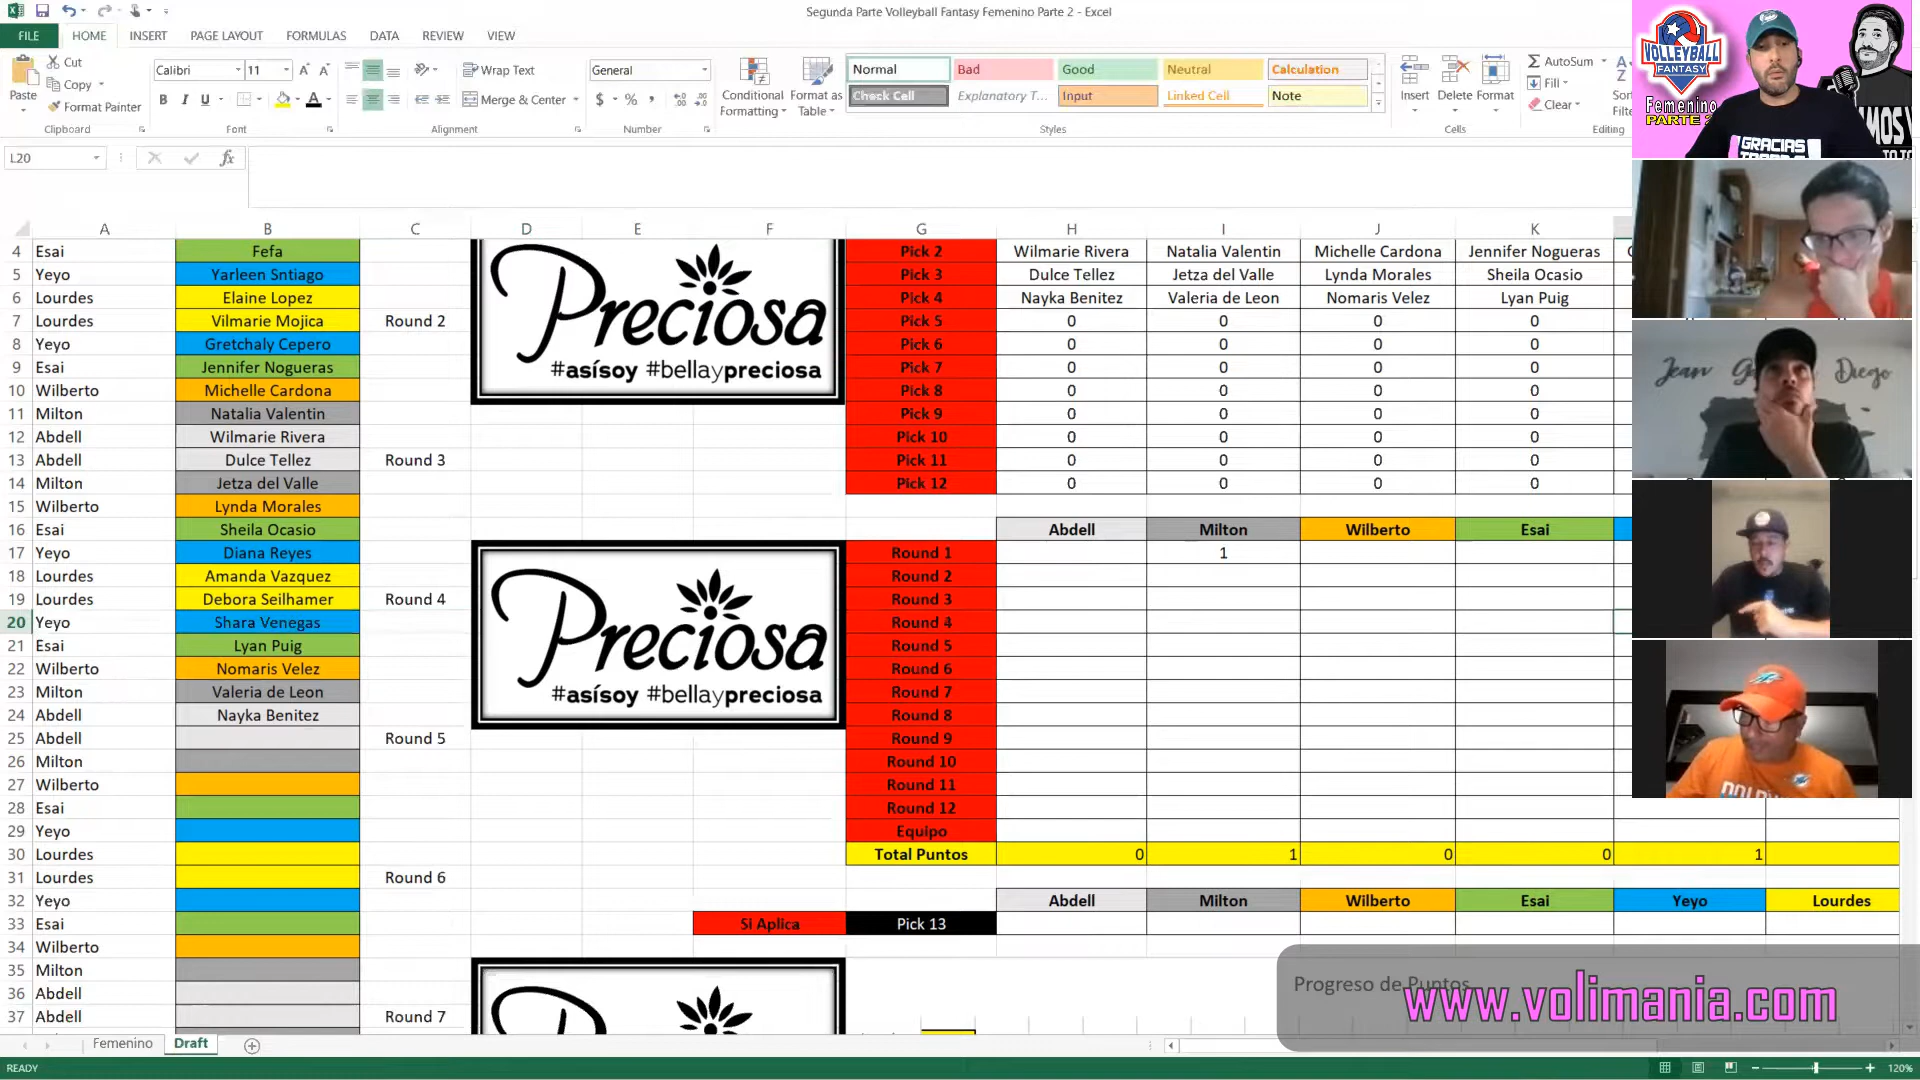 Segunda Parte Volleyball Fantasy Femenino Parte 2 - Excel
FILE HOME INSERT PAGE LAYOUT FORMULAS DATA REVIEW VIEW
Paste Cut Copy Format Painter
Calibri 11 Wrap Text Merge & Center General
B I U A $ % ,
Conditional Formatting Format as Table
Normal Bad Good Neutral Calculation
Check Cell Explanatory T... Input Linked Cell Note
Insert Delete Format
AutoSum Fill Clear
Clipboard Font Alignment Number Styles Cells Editing
VOLLEYBALL FANTASY
Femenino
PARTE
GRACIAS
L20 fx
A B C D E F G H I J K
4 Esai Fefa Pick 2 Wilmarie Rivera Natalia Valentin Michelle Cardona Jennifer Nogueras
5 Yeyo Yarleen Sntiago Pick 3 Dulce Tellez Jetza del Valle Lynda Morales Sheila Ocasio
6 Lourdes Elaine Lopez Pick 4 Nayka Benitez Valeria de Leon Nomaris Velez Lyan Puig
7 Lourdes Vilmarie Mojica Round 2 Pick 5 0 0 0 0
8 Yeyo Gretchaly Cepero Pick 6 0 0 0 0
9 Esai Jennifer Nogueras Pick 7 0 0 0 0
10 Wilberto Michelle Cardona Pick 8 0 0 0 0
11 Milton Natalia Valentin Pick 9 0 0 0 0
12 Abdell Wilmarie Rivera Pick 10 0 0 0 0
13 Abdell Dulce Tellez Round 3 Pick 11 0 0 0 0
14 Milton Jetza del Valle Pick 12 0 0 0 0
15 Wilberto Lynda Morales
16 Esai Sheila Ocasio Abdell Milton Wilberto Esai
17 Yeyo Diana Reyes Round 1 1
18 Lourdes Amanda Vazquez Round 2
19 Lourdes Debora Seilhamer Round 4 Round 3
20 Yeyo Shara Venegas Round 4
21 Esai Lyan Puig Round 5
22 Wilberto Nomaris Velez Round 6
23 Milton Valeria de Leon Round 7
24 Abdell Nayka Benitez Round 8
25 Abdell Round 5 Round 9
26 Milton Round 10
27 Wilberto Round 11
28 Esai Round 12
29 Yeyo Equipo
30 Lourdes Total Puntos 0 1 0 0 1
31 Lourdes Round 6
32 Yeyo Abdell Milton Wilberto Esai Yeyo Lourdes
33 Esai Si Aplica Pick 13
34 Wilberto
35 Milton
36 Abdell
37 Abdell Round 7
Preciosa
#asísoy #bellaypreciosa
Preciosa
#asísoy #bellaypreciosa
Jean Diego
Progreso de Puntos
www.volimania.com
Femenino Draft
READY 120%